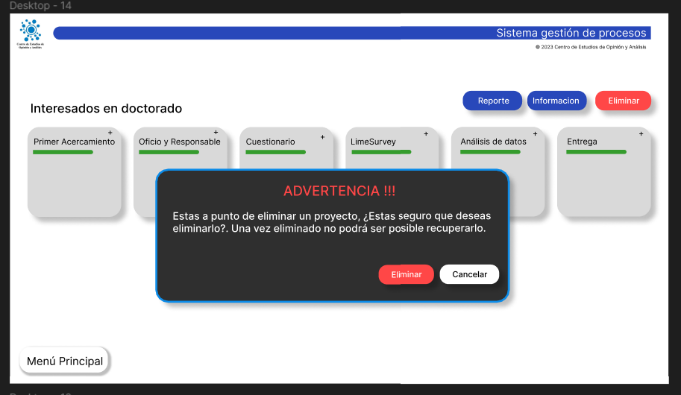 Desktop - 14
Sistema gestión de procesos
© 2023 Centro de Estudios de Opinión y Análisis
Centro de Estudios de
Opinión y Análisis
Reporte
Informacion
Eliminar
Interesados en doctorado
Primer Acercamiento +
Oficio y Responsable +
Cuestionario +
LimeSurvey +
Análisis de datos +
Entrega +
ADVERTENCIA !!!
Estas a punto de eliminar un proyecto, ¿Estas seguro que deseas
eliminarlo?. Una vez eliminado no podrá ser posible recuperarlo.
Eliminar
Cancelar
Menú Principal